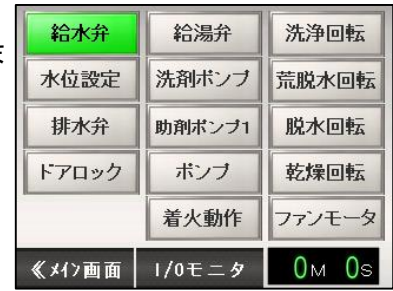 給水弁 給湯弁 洗浄回転
水位設定 洗剤ポンプ 荒脱水回転
排水弁 助剤ポンプ1 脱水回転
ドアロック ポンプ 乾燥回転
着火動作 ファンモータ
《メイン画面 I/Oモニタ 0M 0S